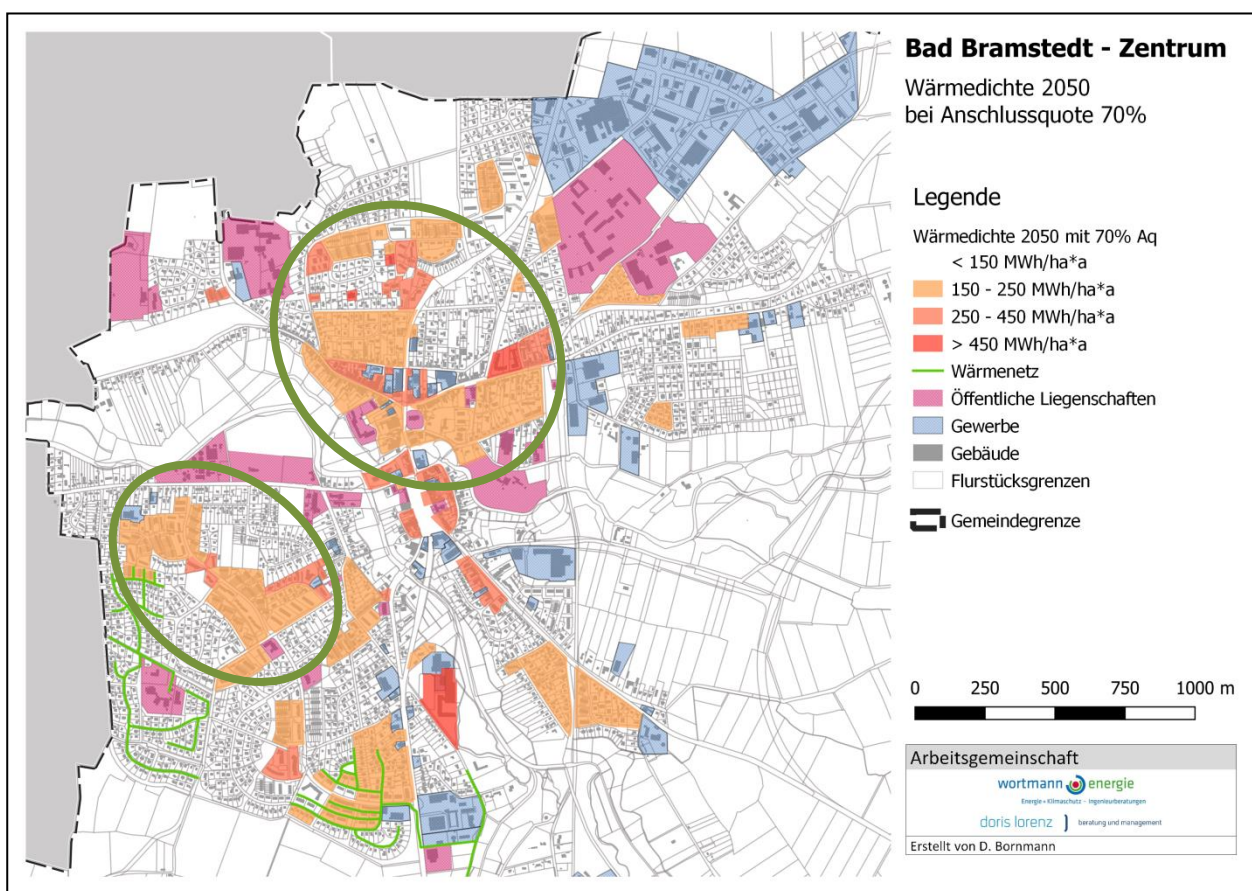 Bad Bramstedt - Zentrum
Wärmedichte 2050
bei Anschlussquote 70%
Legende
Wärmedichte 2050 mit 70% Aq
< 150 MWh/ha*a
150 - 250 MWh/ha*a
250 - 450 MWh/ha*a
> 450 MWh/ha*a
Wärmenetz
Öffentliche Liegenschaften
Gewerbe
Gebäude
Flurstücksgrenzen
Gemeindegrenze
0 250 500 750 1000 m
Arbeitsgemeinschaft
wortmann energie
Energie + Klimaschutz - Ingenieurberatungen
doris lorenz beratung und management
Erstellt von D. Bornmann